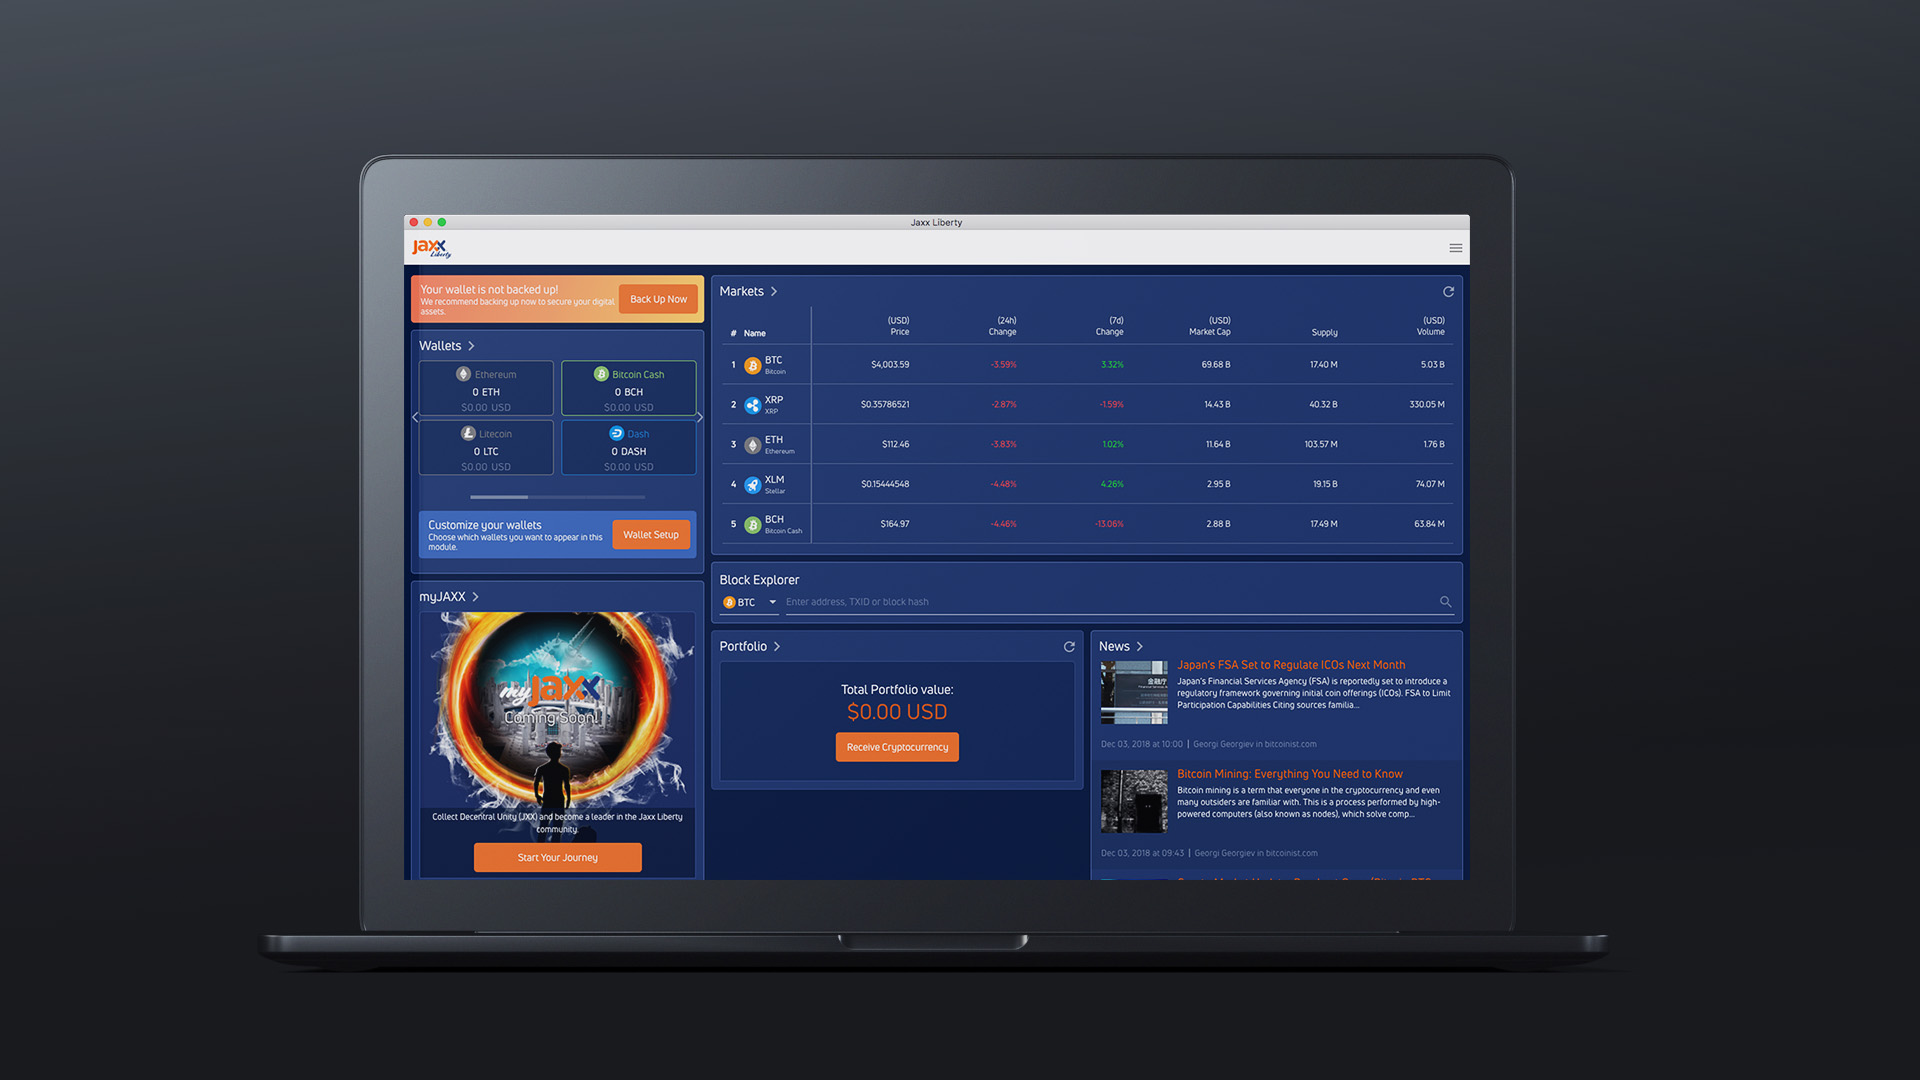 Jaxx Liberty
Jaxx
Liberty
Your wallet is not backed up!
We recommend backing up now to secure your digital
assets.
Back Up Now
Wallets
Ethereum
0 ETH
$0.00 USD
Bitcoin Cash
0 BCH
$0.00 USD
Litecoin
0 LTC
$0.00 USD
Dash
0 DASH
$0.00 USD
Customize your wallets
Choose which wallets you want to appear in this
module.
Wallet Setup
myJAXX
my Jaxx
Coming Soon!
Collect Decentral Unity (JXX) and become a leader in the Jaxx Liberty
community.
Start Your Journey
Markets
# Name (USD) Price (24h) Change (7d) Change (USD) Market Cap Supply (USD) Volume
1 BTC Bitcoin $4,003.59 -3.59% 3.32% 69.68 B 17.40 M 5.03 B
2 XRP XRP $0.35786521 -2.87% -1.59% 14.43 B 40.32 B 330.05 M
3 ETH Ethereum $112.46 -3.83% 1.02% 11.64 B 103.57 M 1.76 B
4 XLM Stellar $0.15444548 -4.48% 4.26% 2.95 B 19.15 B 74.07 M
5 BCH Bitcoin Cash $164.97 -4.46% -13.06% 2.88 B 17.49 M 63.84 M
Block Explorer
BTC Enter address, TXID or block hash
Portfolio
Total Portfolio value:
$0.00 USD
Receive Cryptocurrency
News
金融庁
Japan's FSA Set to Regulate ICOs Next Month
Japan's Financial Services Agency (FSA) is reportedly set to introduce a
regulatory framework governing initial coin offerings (ICOs). FSA to Limit
Participation Capabilities Citing sources familia...
Dec 03, 2018 at 10:00 | Georgi Georgiev in bitcoinist.com
Bitcoin Mining: Everything You Need to Know
Bitcoin mining is a term that everyone in the cryptocurrency and even
many outsiders are familiar with. This is a process performed by high-
powered computers (also known as nodes), which solve comp...
Dec 03, 2018 at 09:43 | Georgi Georgiev in bitcoinist.com